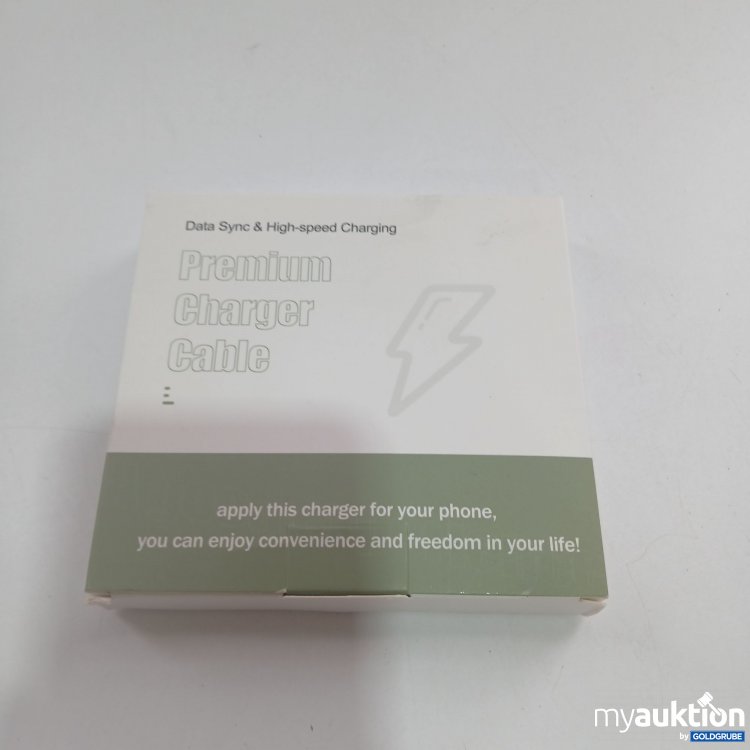 Data Sync & High-speed Charging
Premium
Charger
Cable
apply this charger for your phone,
you can enjoy convenience and freedom in your life!
myauktion
by GOLDGRUBE